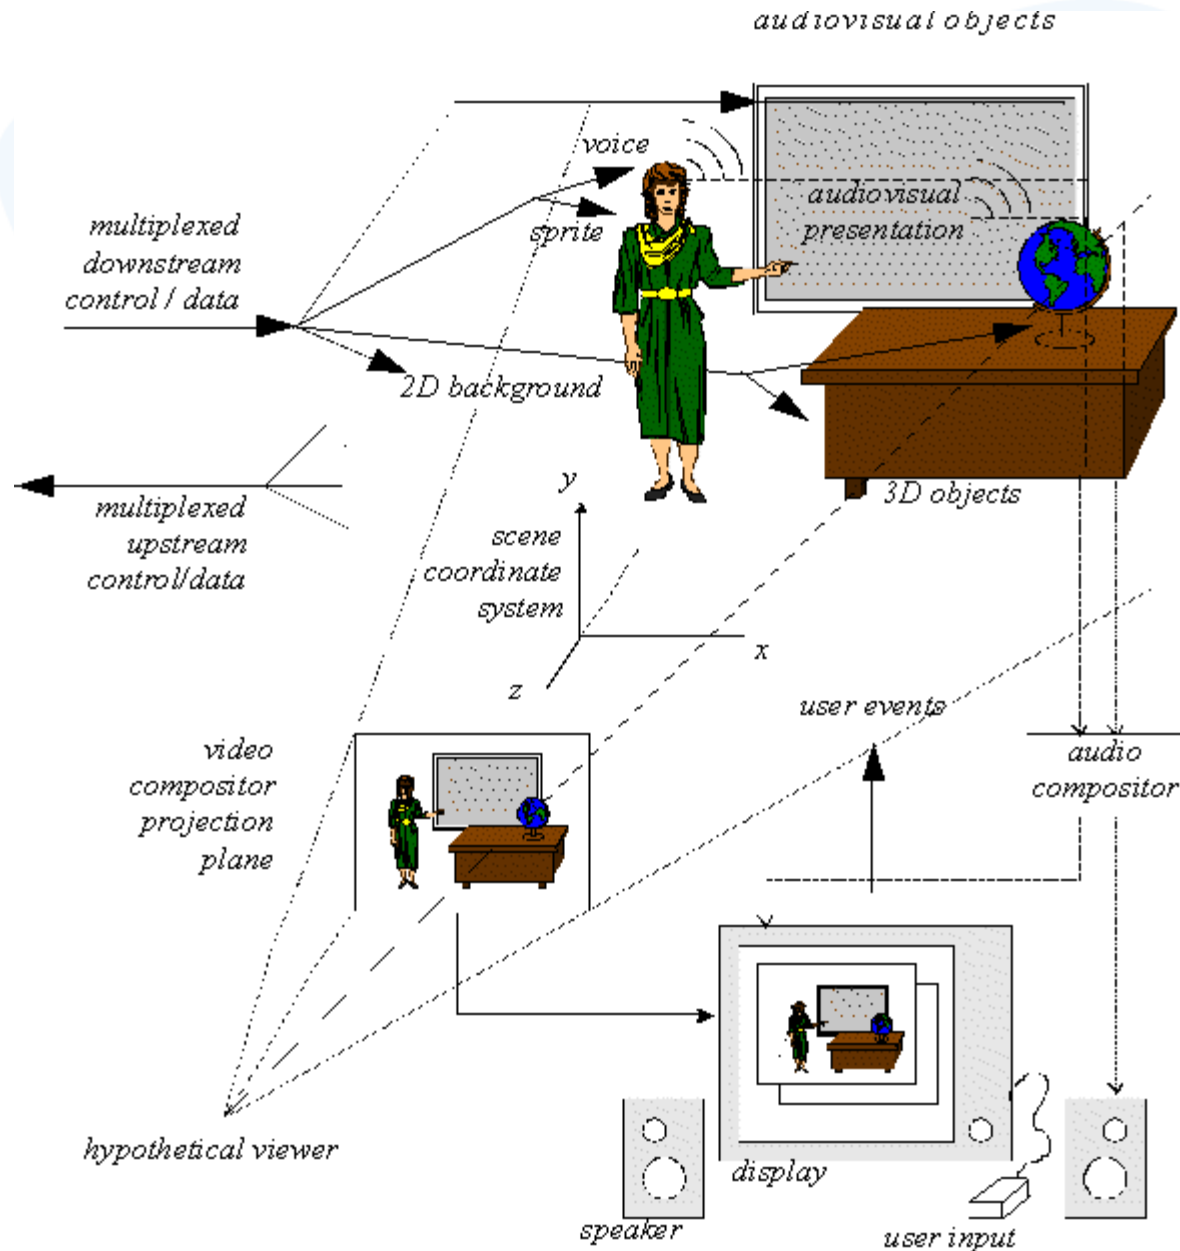 audiovisual objects
voice
sprite
audiovisual
presentation
multiplexed
downstream
control / data
2D background
3D objects
multiplexed
upstream
control/data
y
scene
coordinate
system
x
z
user events
video
compositor
projection
plane
audio
compositor
hypothetical viewer
display
speaker
user input